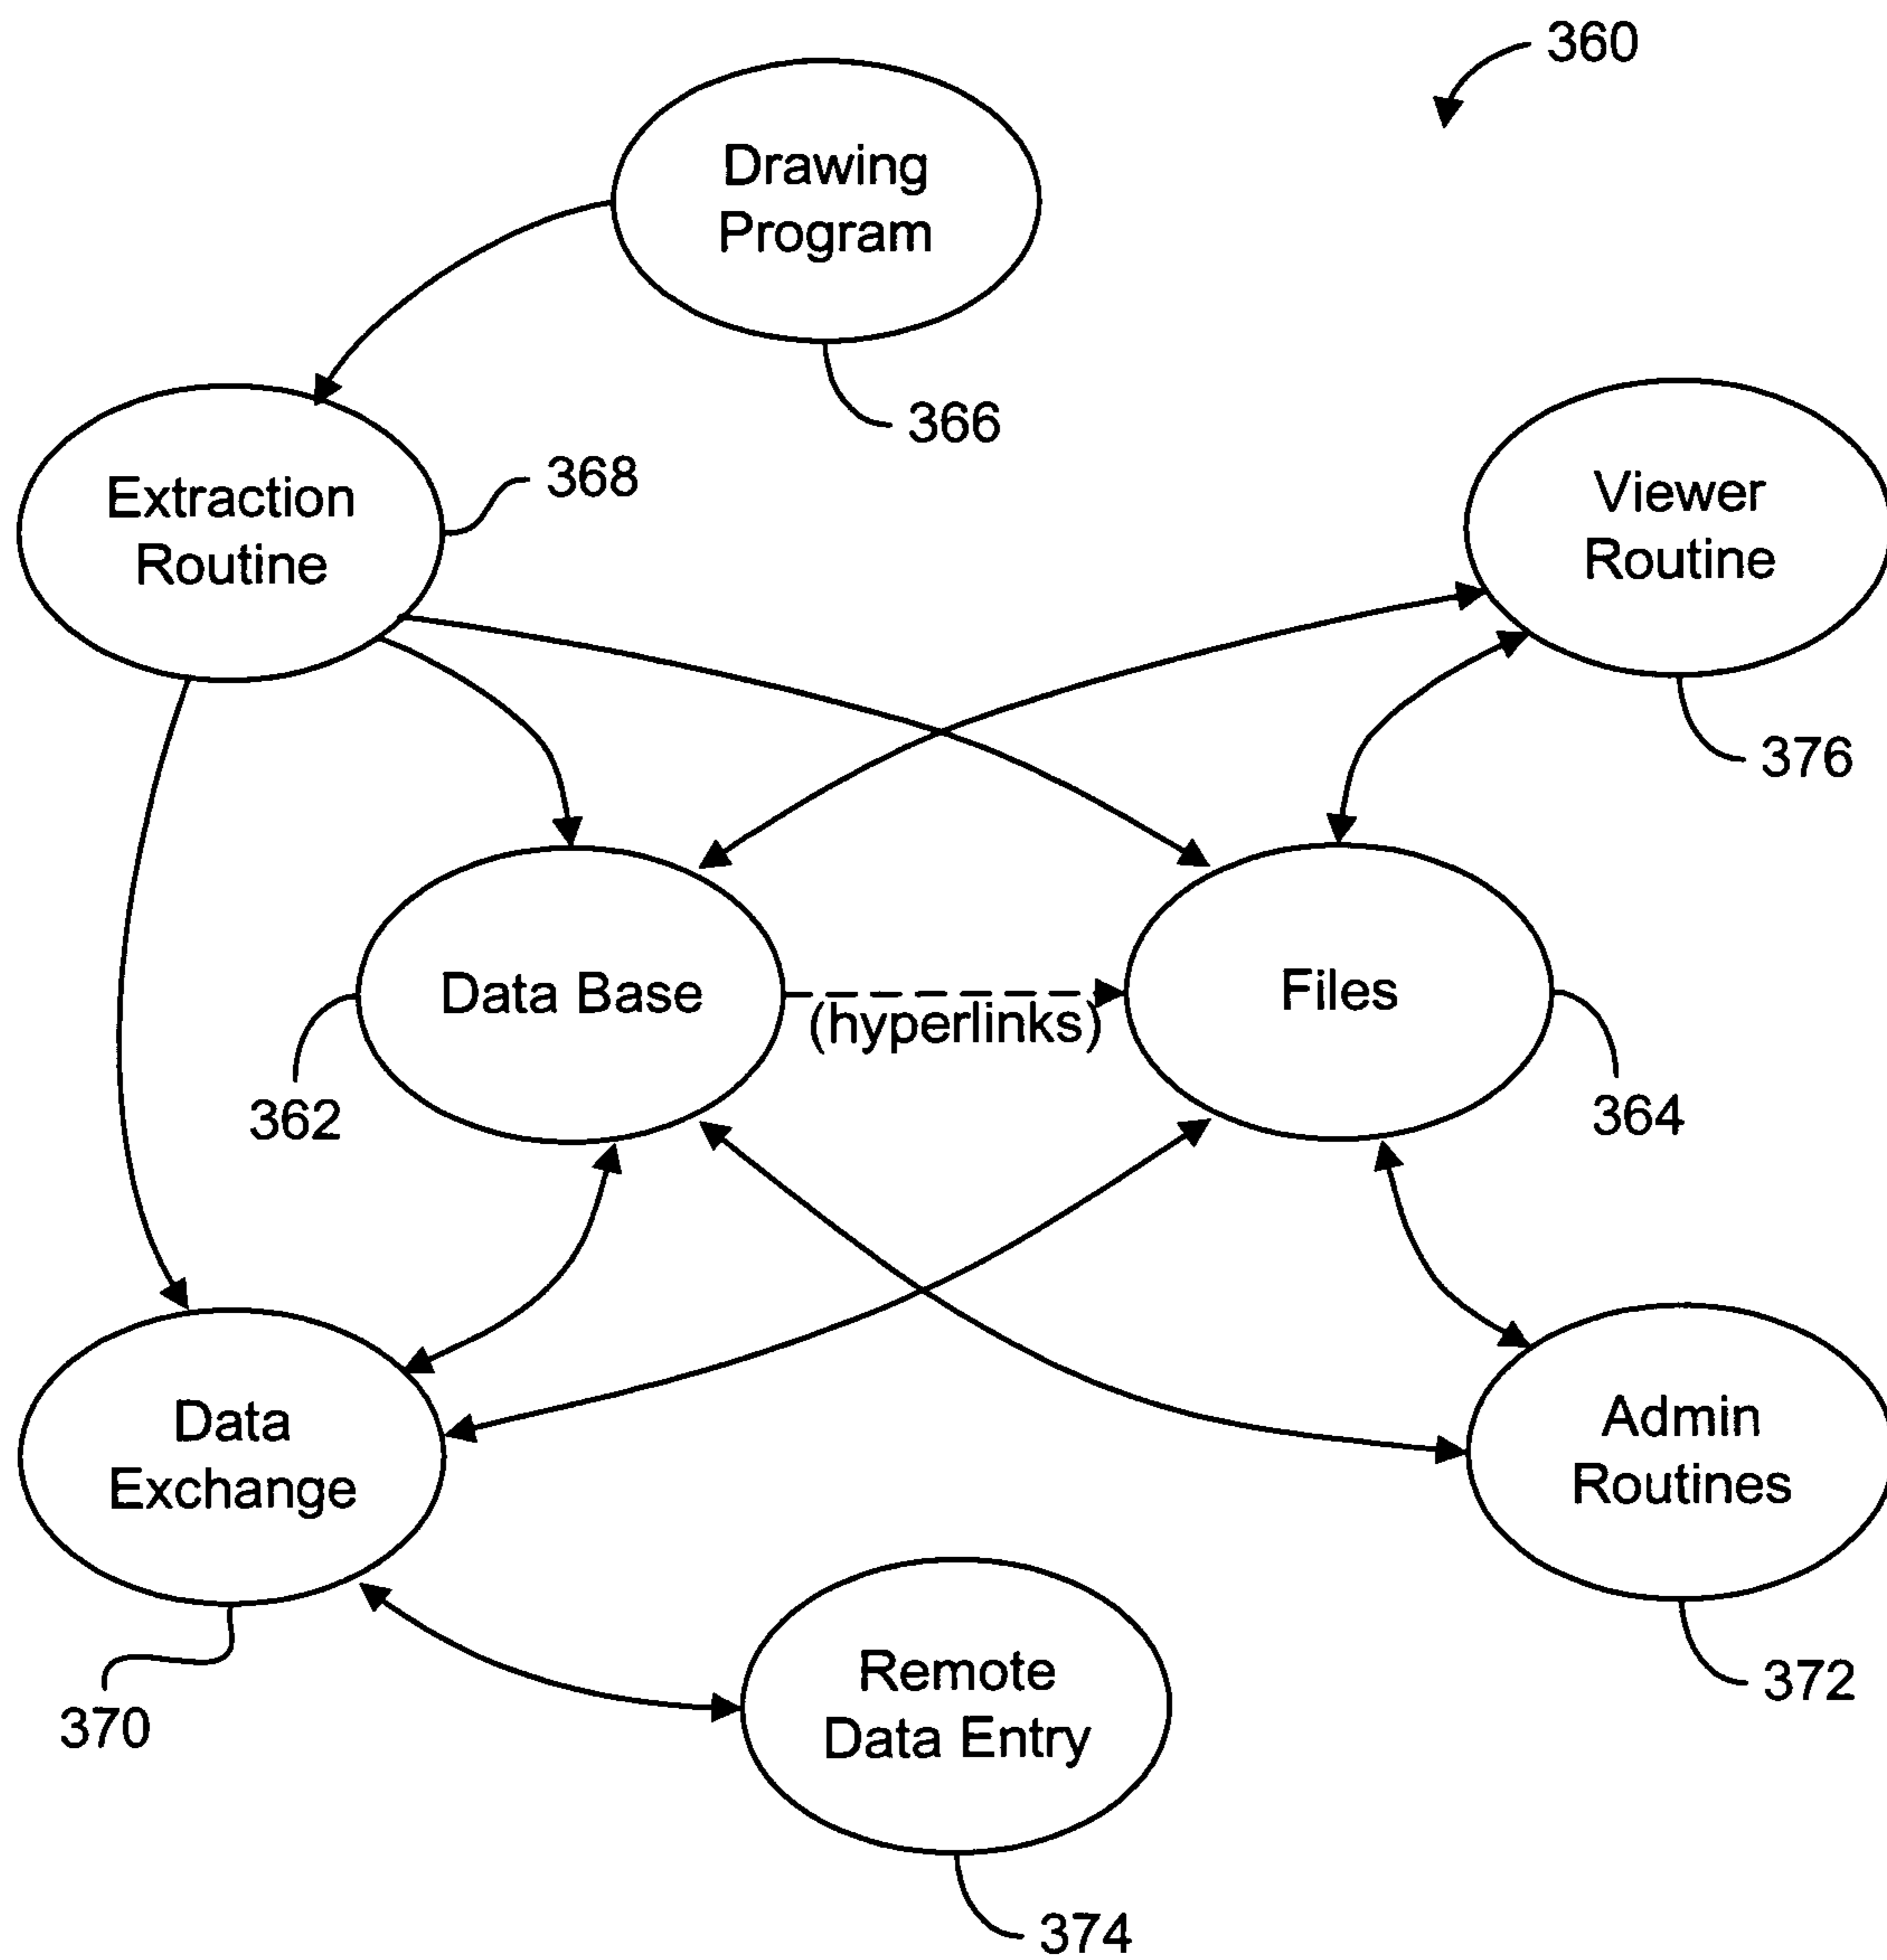 360
Drawing
Program
366
Extraction
Routine
368
Viewer
Routine
376
Data Base
(hyperlinks)
Files
362
364
Data
Exchange
Admin
Routines
370
Remote
Data Entry
372
374